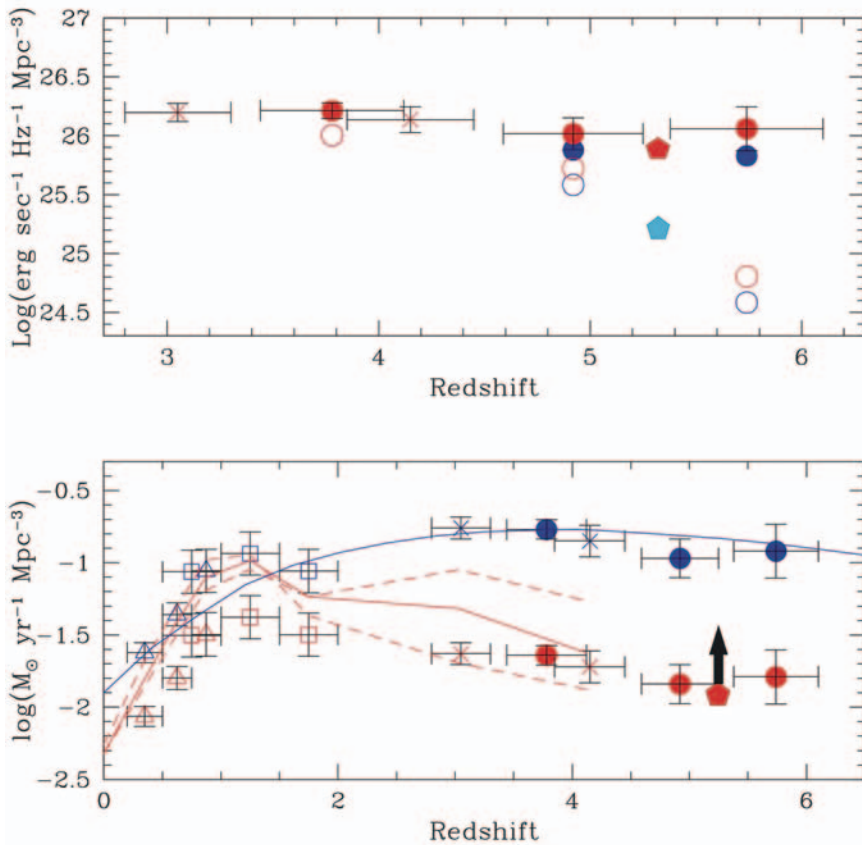 27
26.5
26
25.5
25
24.5
Log(erg sec⁻¹ Hz⁻¹ Mpc⁻³)
3 4 5 6
Redshift
-0.5
-1
-1.5
-2
-2.5
log(M⊙ yr⁻¹ Mpc⁻³)
0 2 4 6
Redshift